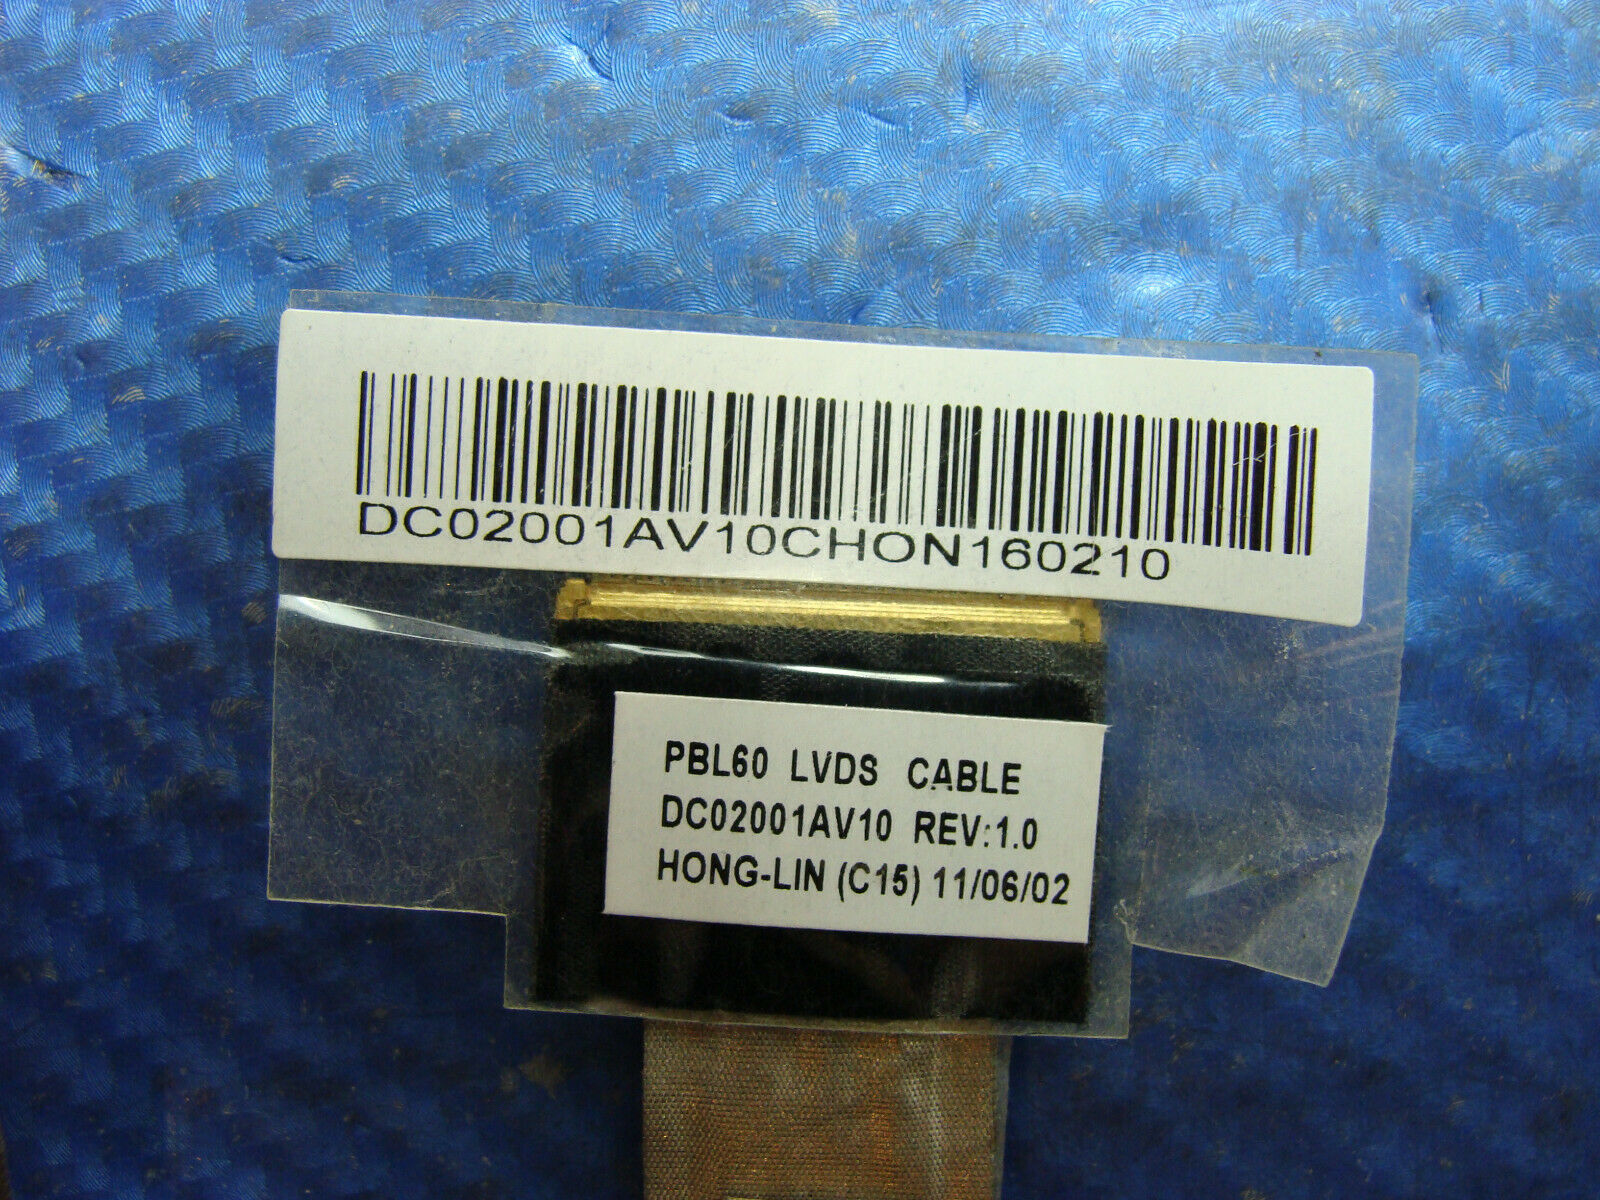 DC02001AV10CHON160210
PBL60 LVDS CABLE
DC02001AV10 REV:1.0
HONG-LIN (C15) 11/06/02